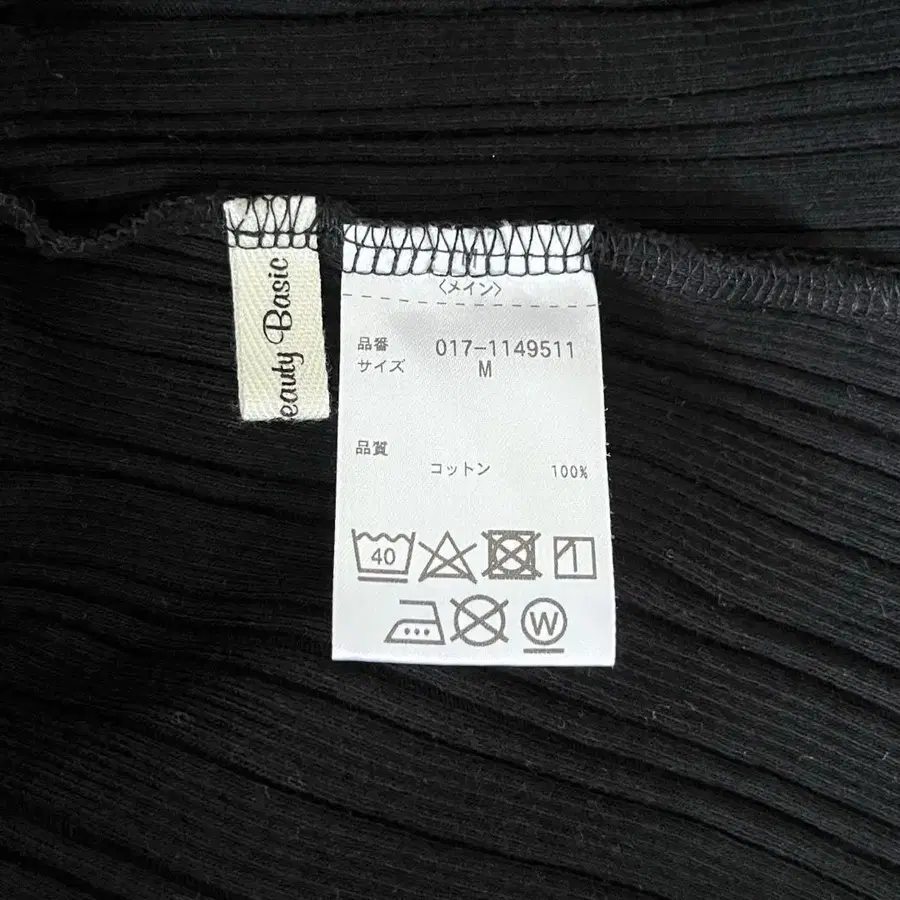 eauty Basic
〈メイン〉
品番 017-1149511
サイズ M
品質
コットン 100%
40
W